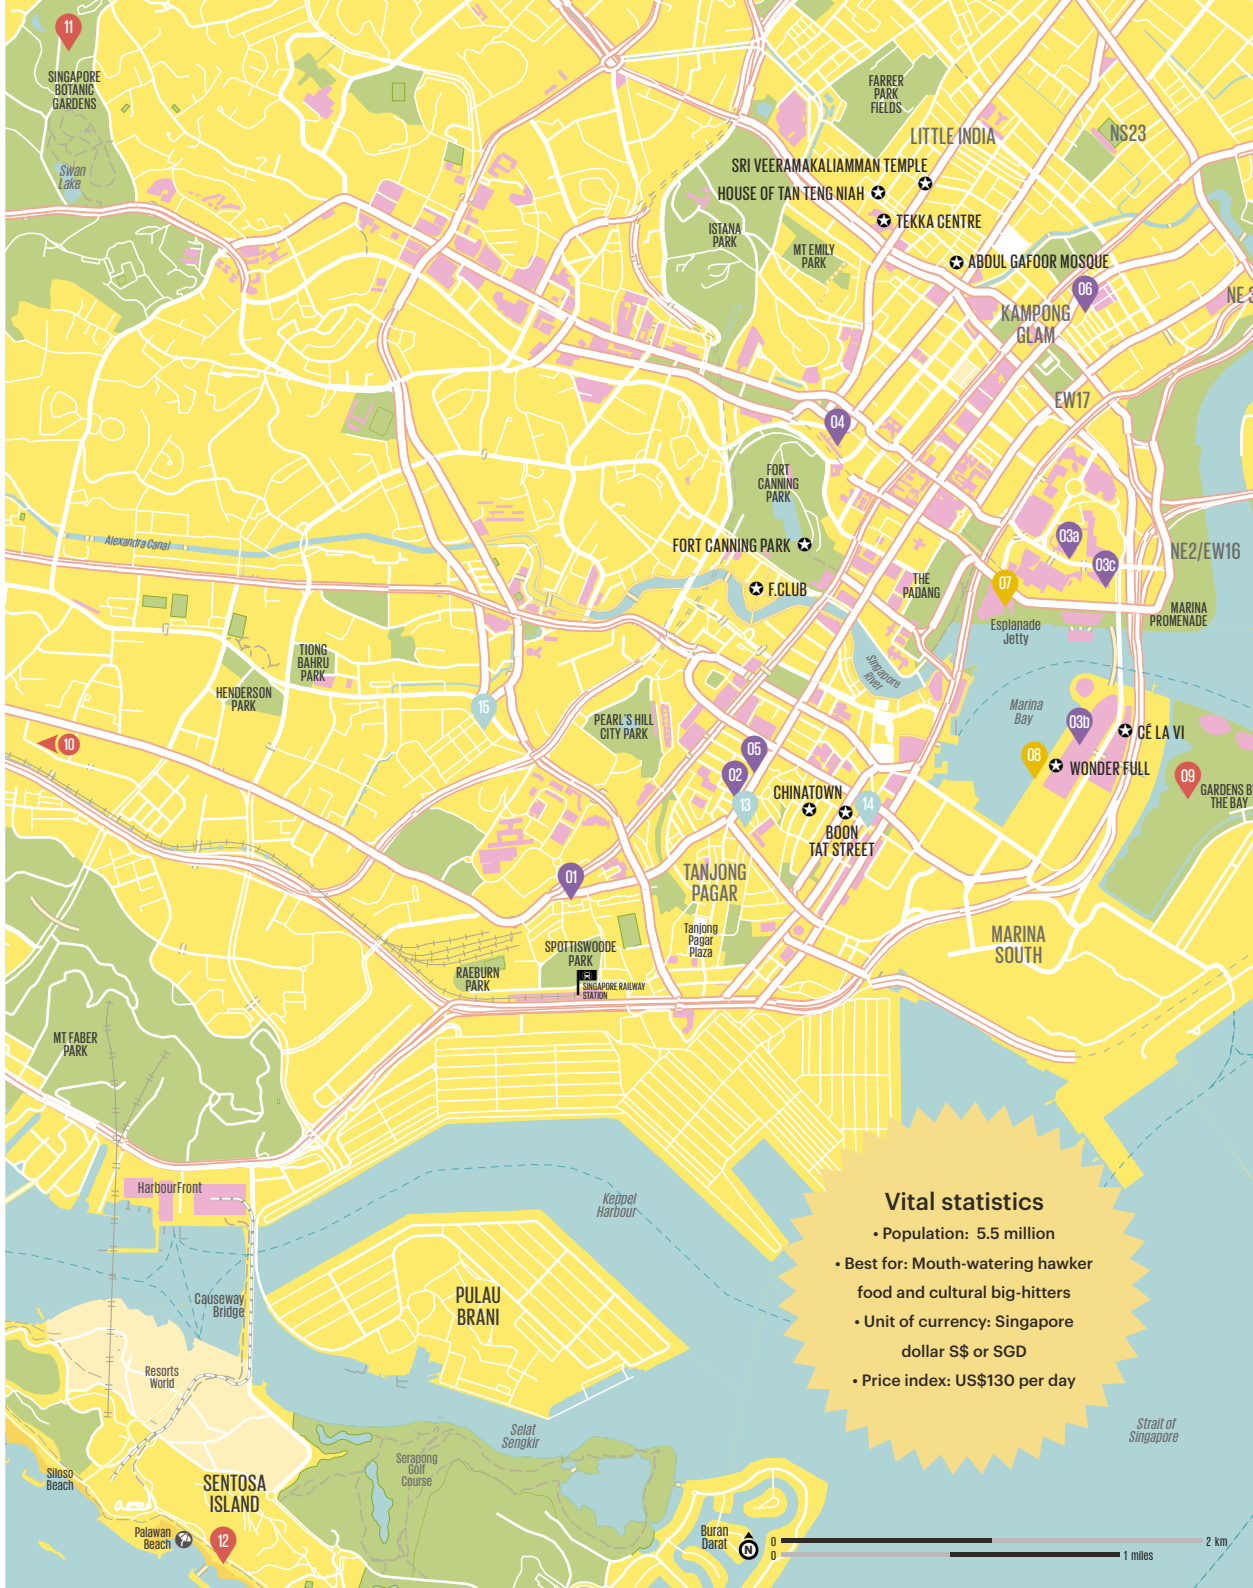 11
SINGAPORE
BOTANIC
GARDENS
Swan
Lake
FARRER
PARK
FIELDS
LITTLE INDIA
NS23
SRI VEERAMAKALIAMMAN TEMPLE
HOUSE OF TAN TENG NIAH
TEKKA CENTRE
ISTANA
PARK
MT EMILY
PARK
ABDUL GAFOOR MOSQUE
06
NE 3
KAMPONG
GLAM
EW17
04
FORT
CANNING
PARK
Alexandra Canal
FORT CANNING PARK
03a
03c
NE2/EW16
F.CLUB
THE
PADANG
07
MARINA
PROMENADE
Esplanade
Jetty
TIONG
BAHRU
PARK
HENDERSON
PARK
Singapore
River
15
PEARL'S HILL
CITY PARK
Marina
Bay
03b
CÉ LA VI
10
05
08
WONDER FULL
02
09
GARDENS B
THE BAY
CHINATOWN
13
14
BOON
TAT STREET
01
TANJONG
PAGAR
Tanjong
Pagar
Plaza
MARINA
SOUTH
SPOTTISWOODE
PARK
RAEBURN
PARK
SINGAPORE RAILWAY
STATION
MT FABER
PARK
HarbourFront
Keppel
Harbour
Vital statistics
• Population: 5.5 million
• Best for: Mouth-watering hawker
food and cultural big-hitters
• Unit of currency: Singapore
dollar S$ or SGD
• Price index: US$130 per day
Causeway
Bridge
PULAU
BRANI
Resorts
World
Selat
Sengkir
Strait of
Singapore
Serapong
Golf
Course
Siloso
Beach
SENTOSA
ISLAND
Palawan
Beach
12
Buran
Darat
N
0 2 km
0 1 miles